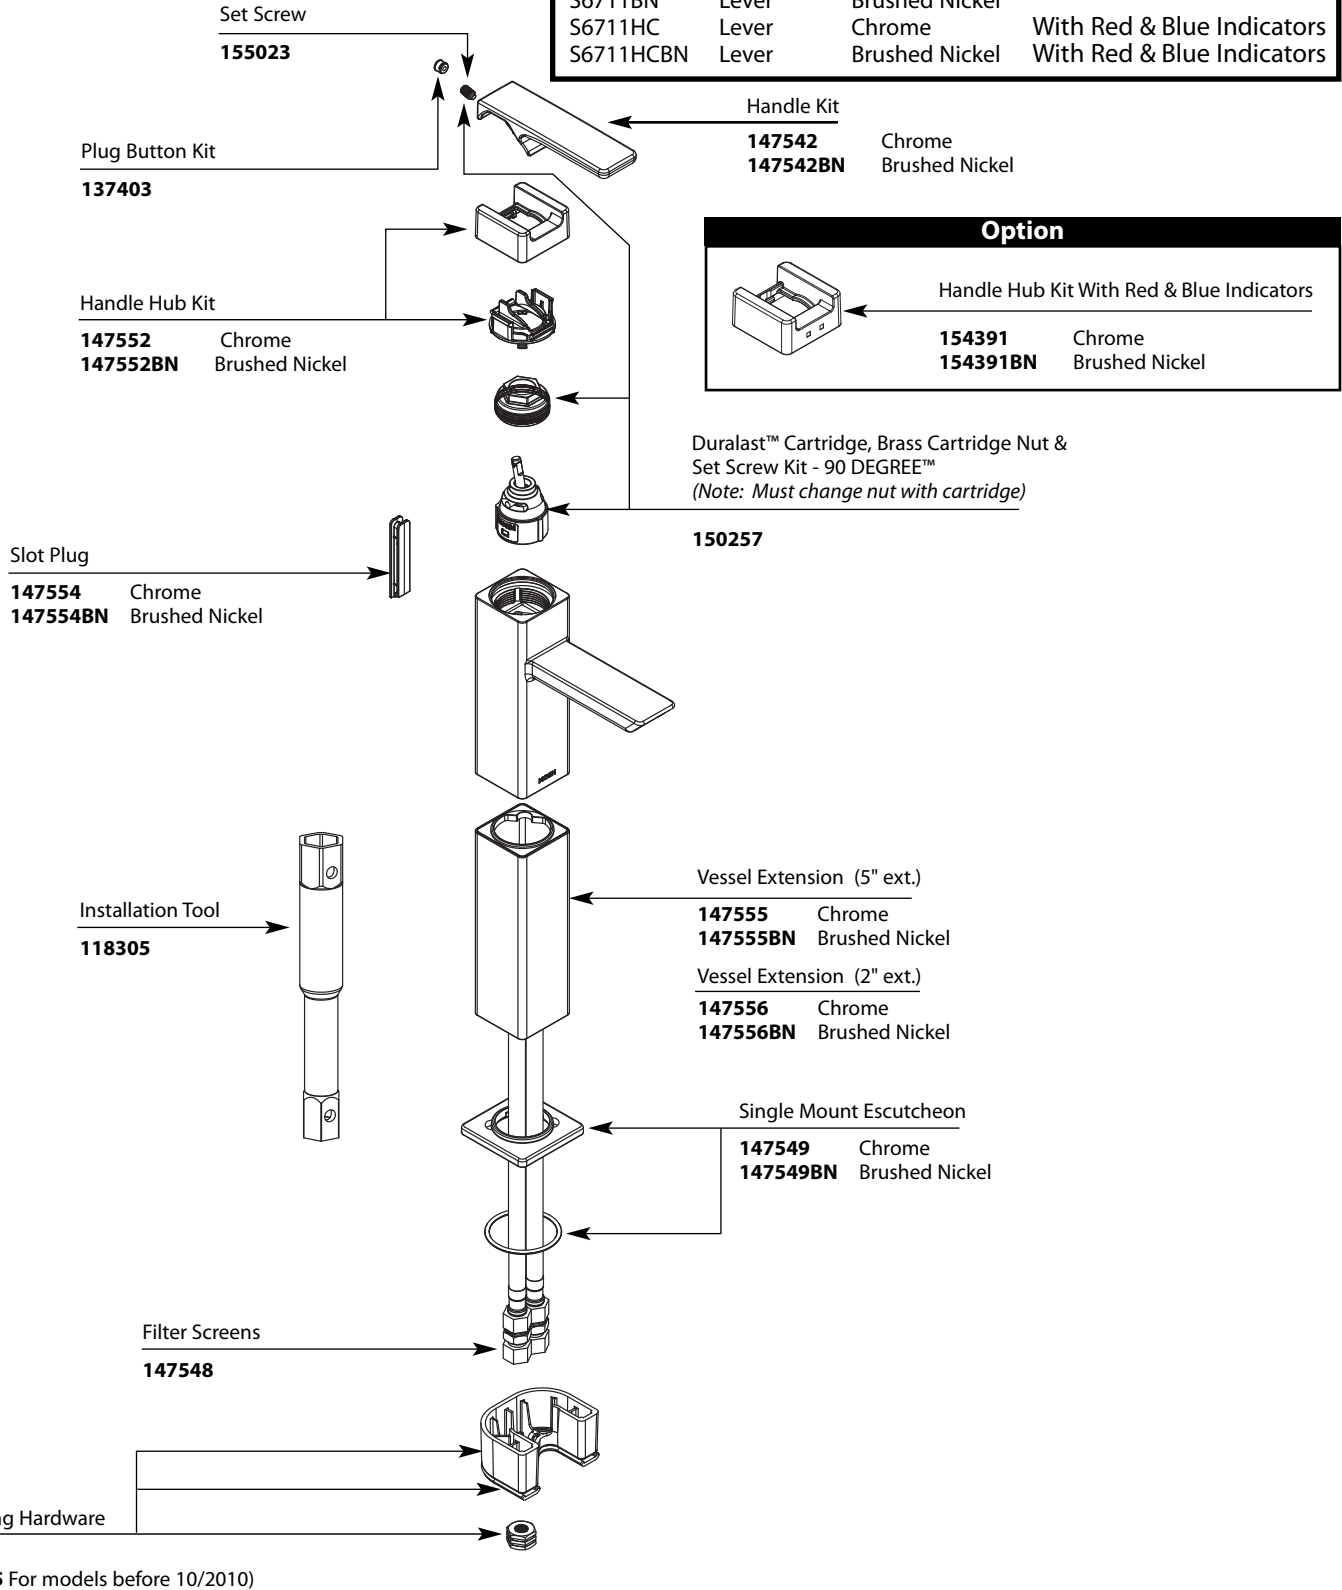 S6711BN Lever Brushed Nickel
S6711HC Lever Chrome With Red & Blue Indicators
S6711HCBN Lever Brushed Nickel With Red & Blue Indicators
Set Screw
155023
Handle Kit
147542 Chrome
147542BN Brushed Nickel
Plug Button Kit
137403
Option
Handle Hub Kit With Red & Blue Indicators
154391 Chrome
154391BN Brushed Nickel
Handle Hub Kit
147552 Chrome
147552BN Brushed Nickel
Duralast™ Cartridge, Brass Cartridge Nut &
Set Screw Kit - 90 DEGREE™
(Note: Must change nut with cartridge)
150257
Slot Plug
147554 Chrome
147554BN Brushed Nickel
MOEN
Vessel Extension (5" ext.)
147555 Chrome
147555BN Brushed Nickel
Installation Tool
118305
Vessel Extension (2" ext.)
147556 Chrome
147556BN Brushed Nickel
Single Mount Escutcheon
147549 Chrome
147549BN Brushed Nickel
Filter Screens
147548
Hardware
For models before 10/2010)